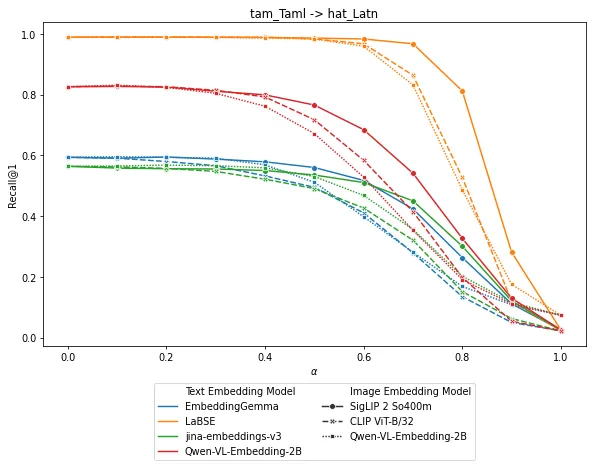 tam_Taml -> hat_Latn
Recall@1
1.0
0.8
0.6
0.4
0.2
0.0
0.0 0.2 0.4 0.6 0.8 1.0
α
Text Embedding Model
EmbeddingGemma
LaBSE
jina-embeddings-v3
Qwen-VL-Embedding-2B
Image Embedding Model
SigLIP 2 So400m
CLIP ViT-B/32
Qwen-VL-Embedding-2B